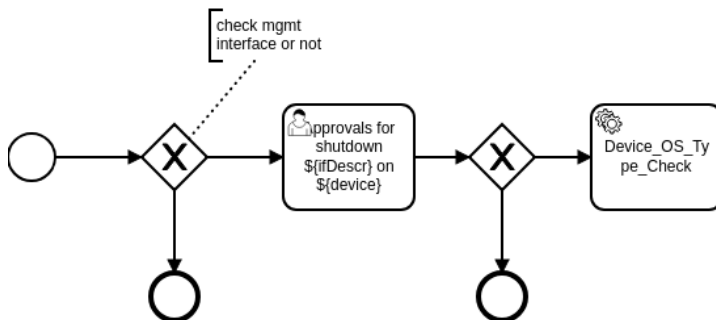 check mgmt
interface or not
pprovals for
shutdown
${ifDescr} on
${device}
Device_OS_Ty
pe_Check
X
X